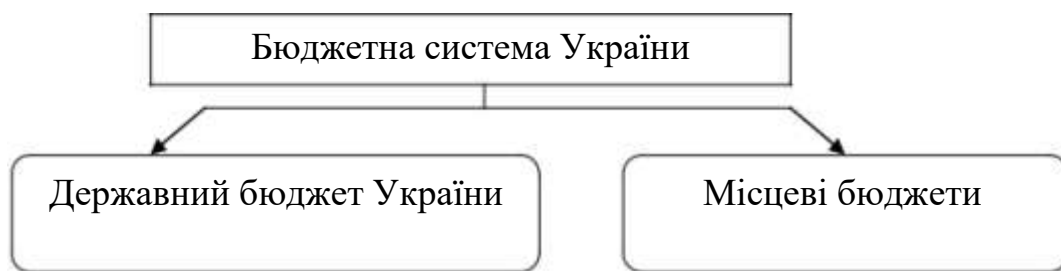 Бюджетна система України
Державний бюджет України
Місцеві бюджети